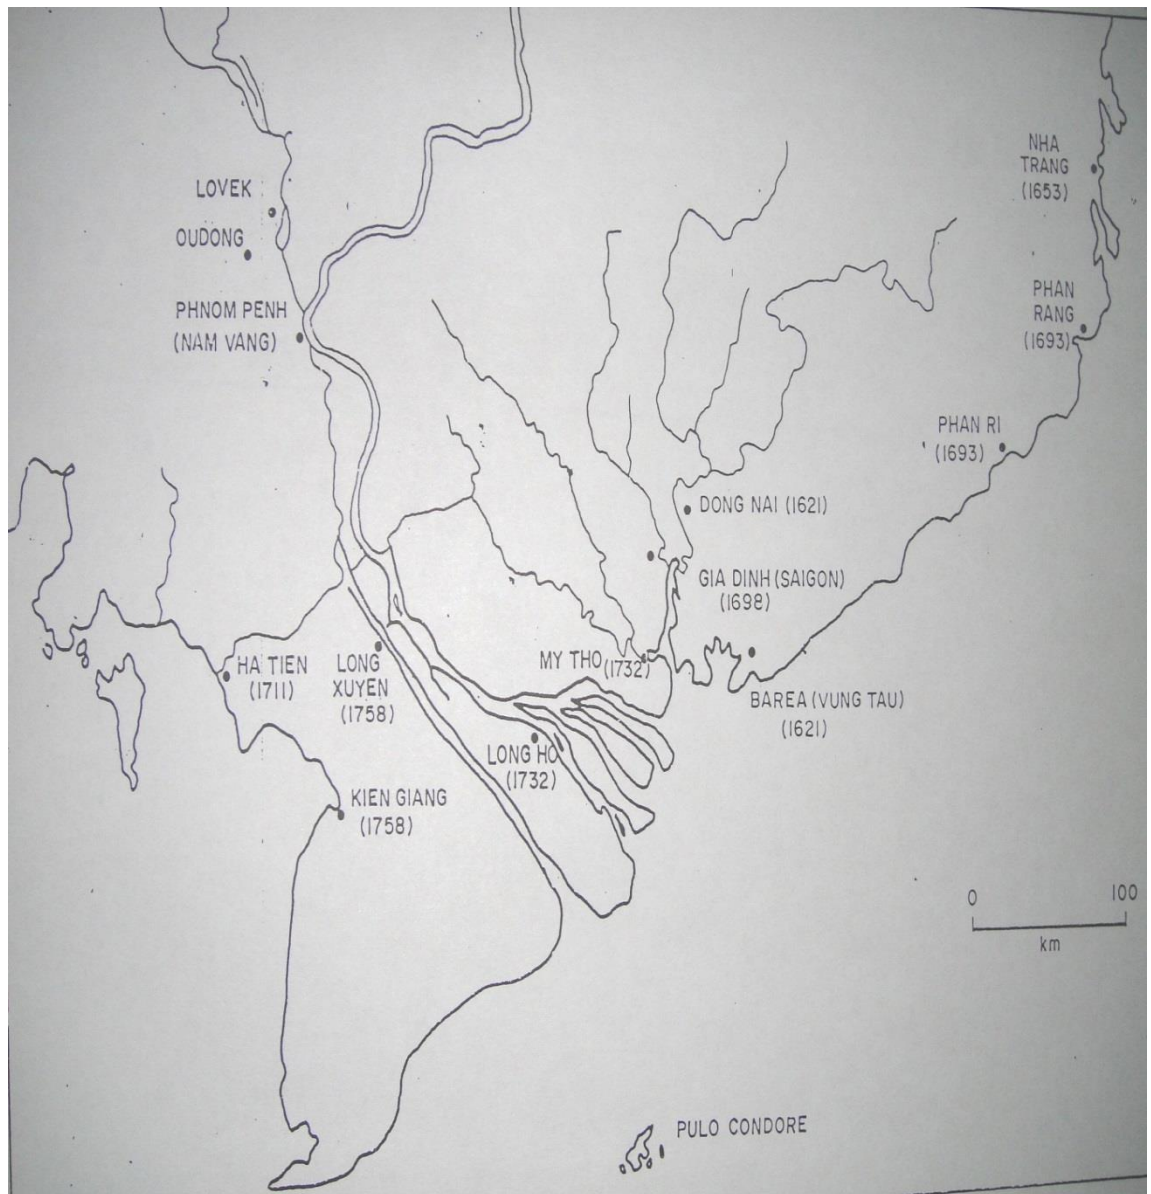 NHA
TRANG
(1653)
LOVEK
OUDONG
PHNOM PENH
(NAM VANG)
PHAN
RANG
(1693)
PHAN RI
(1693)
DONG NAI (1621)
GIA DINH (SAIGON)
(1698)
HA TIEN
(1711)
LONG
XUYEN
(1758)
MY THO (1732)
BAREA (VUNG TAU)
(1621)
LONG HO
(1732)
KIEN GIANG
(1758)
0 100
km
PULO CONDORE